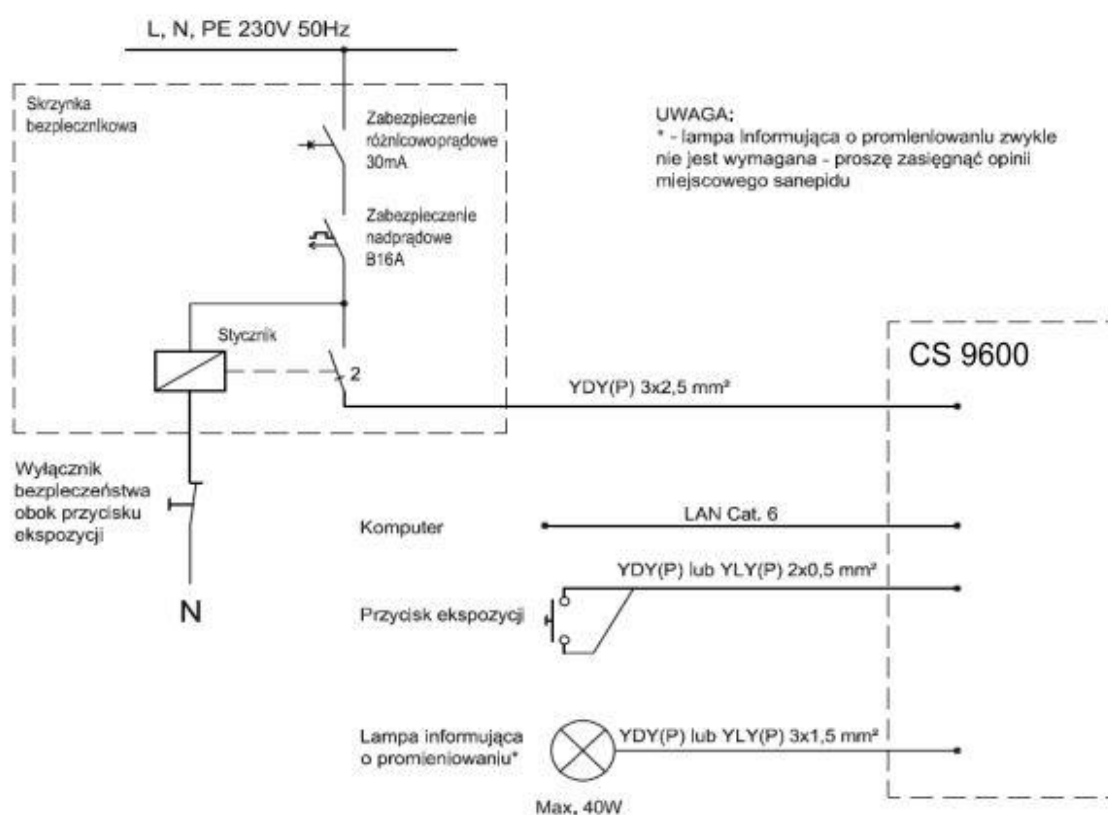 L, N, PE 230V 50Hz
Skrzynka
bezpiecznikowa
Zabezpieczenie
różnicowoprądowe
30mA
UWAGA:
* - lampa informująca o promieniowaniu zwykle
nie jest wymagana - proszę zasięgnąć opinii
miejscowego sanepidu
Zabezpieczenie
nadprądowe
B16A
Stycznik
2
CS 9600
YDY(P) 3x2,5 mm²
Wyłącznik
bezpieczeństwa
obok przycisku
ekspozycji
N
Komputer
LAN Cat. 6
YDY(P) lub YLY(P) 2x0,5 mm²
Przycisk ekspozycji
Lampa informująca
o promieniowaniu*
YDY(P) lub YLY(P) 3x1,5 mm²
Max, 40W